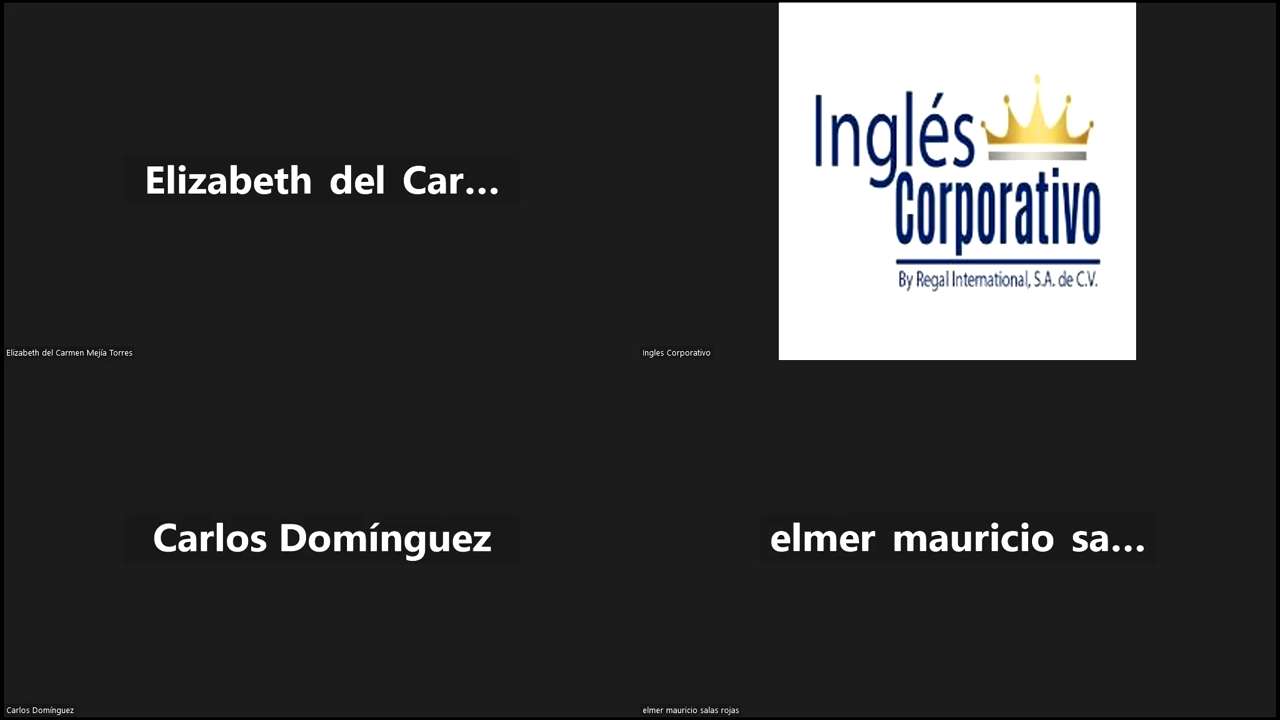 Elizabeth del Car...
Elizabeth del Carmen Mejía Torres
Inglés
Corporativo
By Regal International, S.A. de C.V.
Ingles Corporativo
Carlos Domínguez
Carlos Domínguez
elmer mauricio sa...
elmer mauricio salas rojas